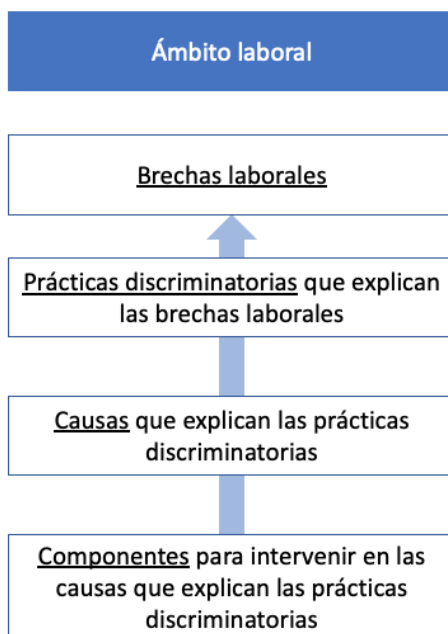 Ámbito laboral
Brechas laborales
Prácticas discriminatorias que explican
las brechas laborales
Causas que explican las prácticas
discriminatorias
Componentes para intervenir en las
causas que explican las prácticas
discriminatorias